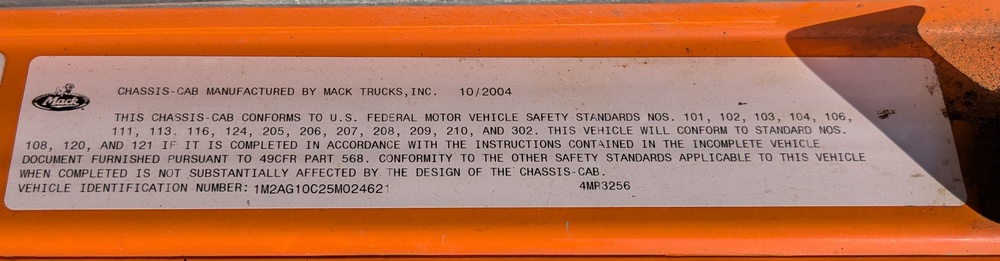 Mack
CHASSIS-CAB MANUFACTURED BY MACK TRUCKS, INC. 10/2004
THIS CHASSIS-CAB CONFORMS TO U.S. FEDERAL MOTOR VEHICLE SAFETY STANDARDS NOS. 101, 102, 103, 104, 106,
111, 113. 116, 124, 205, 206, 207, 208, 209, 210, AND 302. THIS VEHICLE WILL CONFORM TO STANDARD NOS.
108, 120, AND 121 IF IT IS COMPLETED IN ACCORDANCE WITH THE INSTRUCTIONS CONTAINED IN THE INCOMPLETE VEHICLE
DOCUMENT FURNISHED PURSUANT TO 49CFR PART 568. CONFORMITY TO THE OTHER SAFETY STANDARDS APPLICABLE TO THIS VEHICLE
WHEN COMPLETED IS NOT SUBSTANTIALLY AFFECTED BY THE DESIGN OF THE CHASSIS-CAB.
VEHICLE IDENTIFICATION NUMBER: 1M2AG10C25M024621 4MR3256